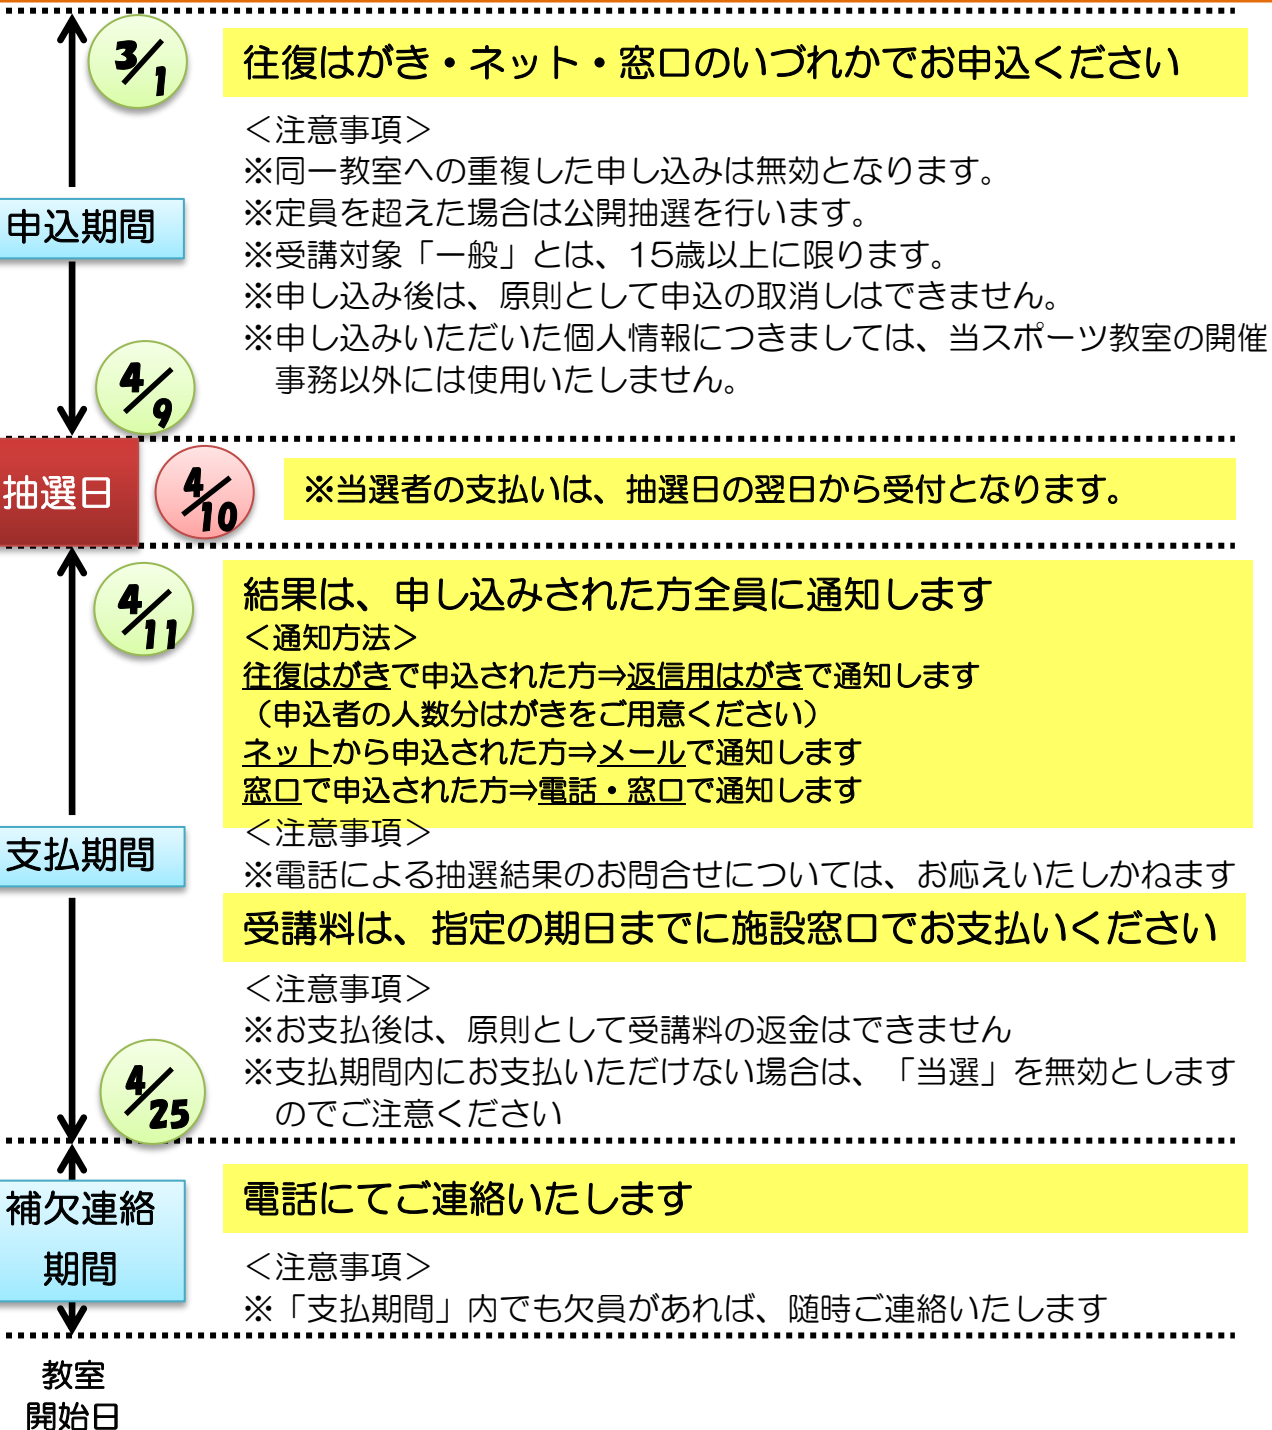 3/1
往復はがき・ネット・窓口のいづれかでお申込ください
＜注意事項＞
※同一教室への重複した申し込みは無効となります。
※定員を超えた場合は公開抽選を行います。
申込期間
※受講対象「一般」とは、15歳以上に限ります。
※申し込み後は、原則として申込の取消しはできません。
※申し込みいただいた個人情報につきましては、当スポーツ教室の開催
事務以外には使用いたしません。
4/9
抽選日
4/10
※当選者の支払いは、抽選日の翌日から受付となります。
4/11
結果は、申し込みされた方全員に通知します
＜通知方法＞
往復はがきで申込された方⇒返信用はがきで通知します
（申込者の人数分はがきをご用意ください）
ネットから申込された方⇒メールで通知します
窓口で申込された方⇒電話・窓口で通知します
＜注意事項＞
支払期間
※電話による抽選結果のお問合せについては、お応えいたしかねます
受講料は、指定の期日までに施設窓口でお支払いください
＜注意事項＞
※お支払後は、原則として受講料の返金はできません
※支払期間内にお支払いただけない場合は、「当選」を無効とします
のでご注意ください
4/25
補欠連絡
期間
電話にてご連絡いたします
＜注意事項＞
※「支払期間」内でも欠員があれば、随時ご連絡いたします
教室
開始日